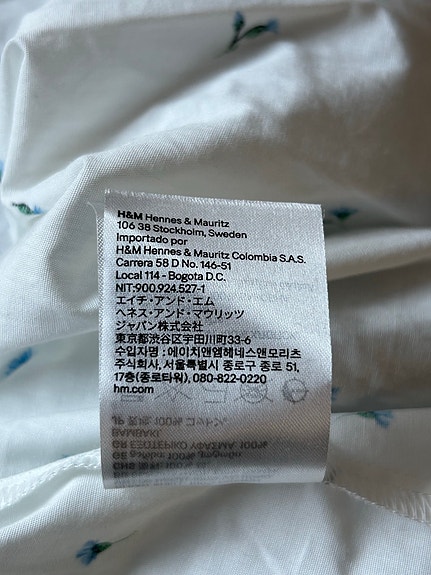 H&M Hennes & Mauritz
106 38 Stockholm, Sweden
Importado por
H&M Hennes & Mauritz Colombia S.A.S.
Carrera 58 D No. 146-51
Local 114 - Bogota D.C.
NIT:900.924.527-1
エイチ・アンド・エム
ヘネス・アンド・マウリッツ
ジャパン株式会社
東京都渋谷区宇田川町33-6
수입자명 : 에이치앤엠헤네스앤모리츠
주식회사, 서울특별시 종로구 종로 51,
17층(종로타워), 080-822-0220
hm.com